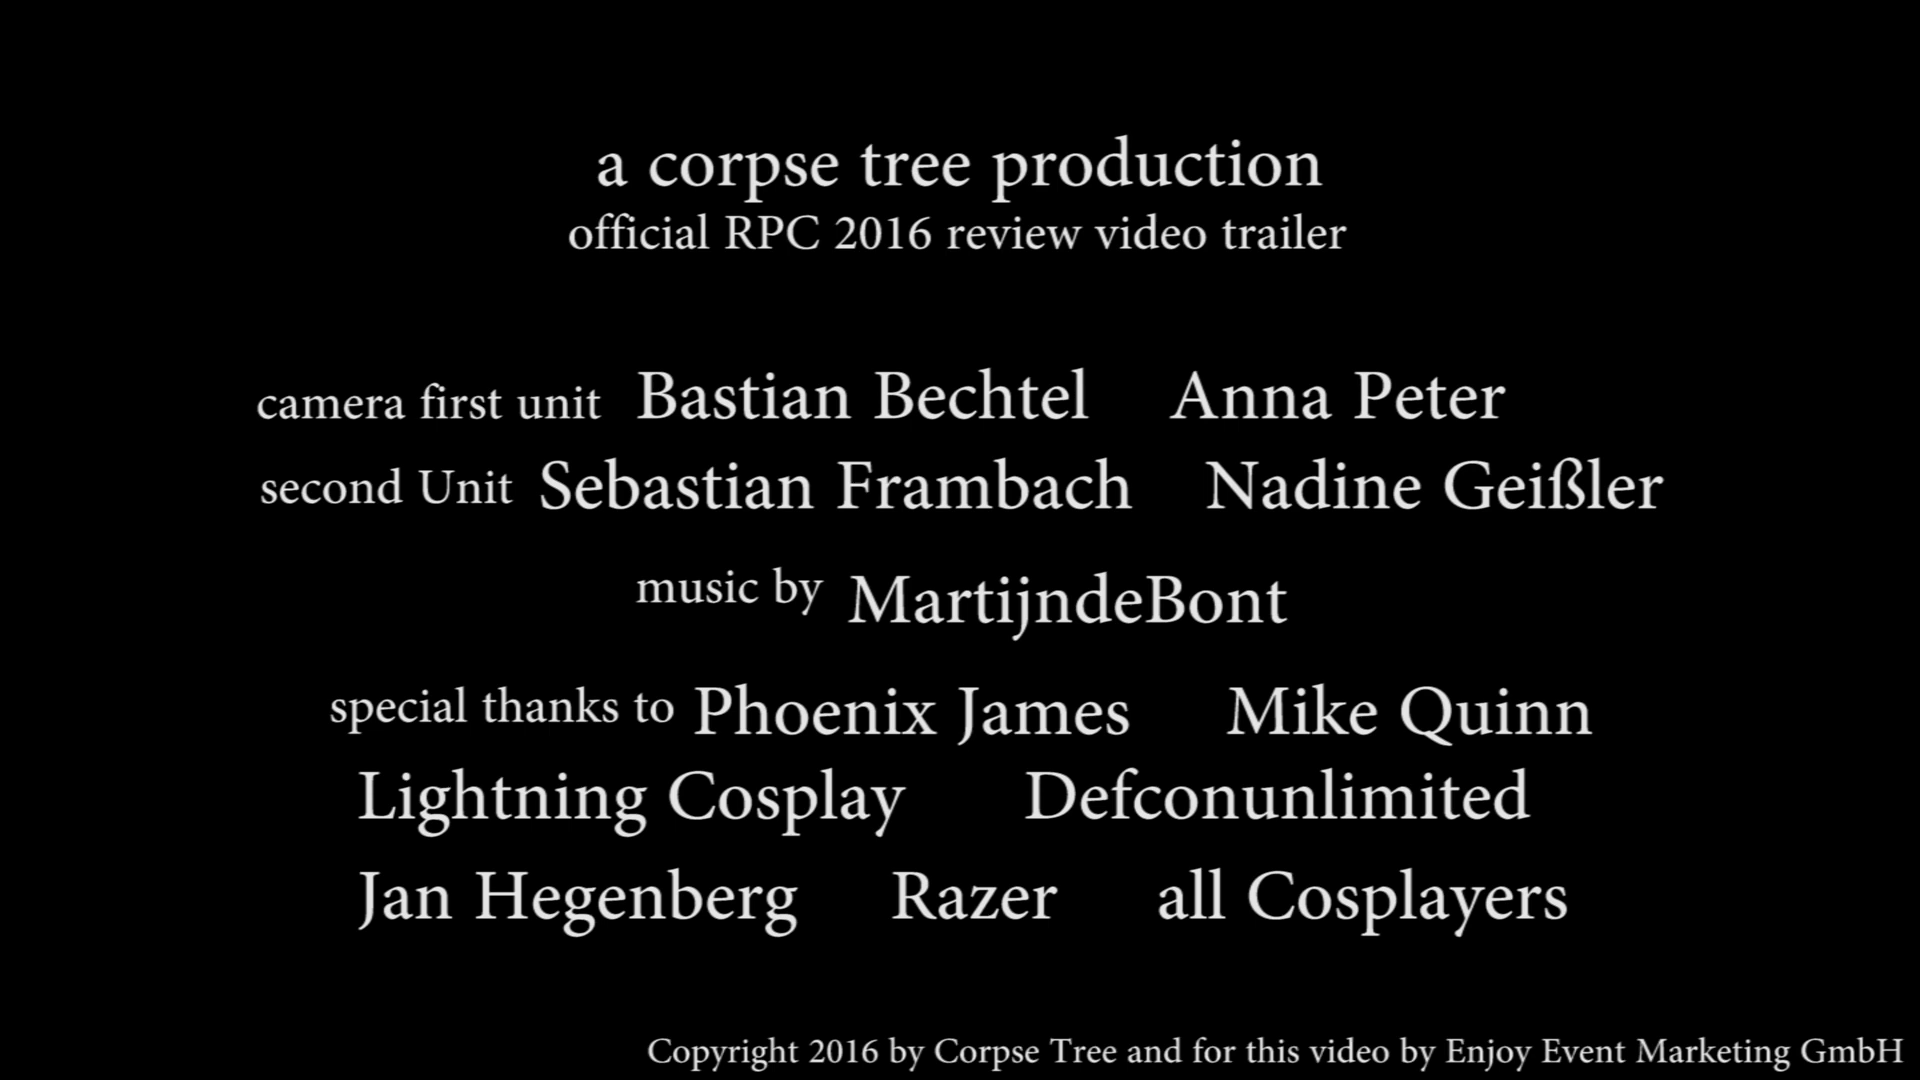 a corpse tree production
official RPC 2016 review video trailer
camera first unit Bastian Bechtel Anna Peter
second Unit Sebastian Frambach Nadine Geißler
music by MartijndeBont
special thanks to Phoenix James Mike Quinn
Lightning Cosplay Defconunlimited
Jan Hegenberg Razer all Cosplayers
Copyright 2016 by Corpse Tree and for this video by Enjoy Event Marketing GmbH